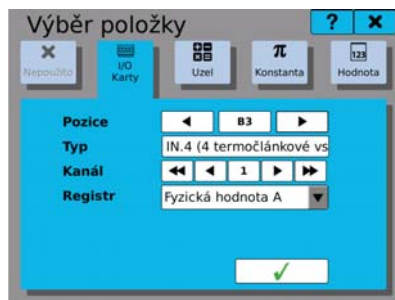 Výběr položky ? ×
Nepoužito I/O Karty Uzel π Konstanta 123 Hodnota
Pozice B3
Typ IN.4 (4 termočlánkové vs
Kanál 1
Registr Fyzická hodnota A